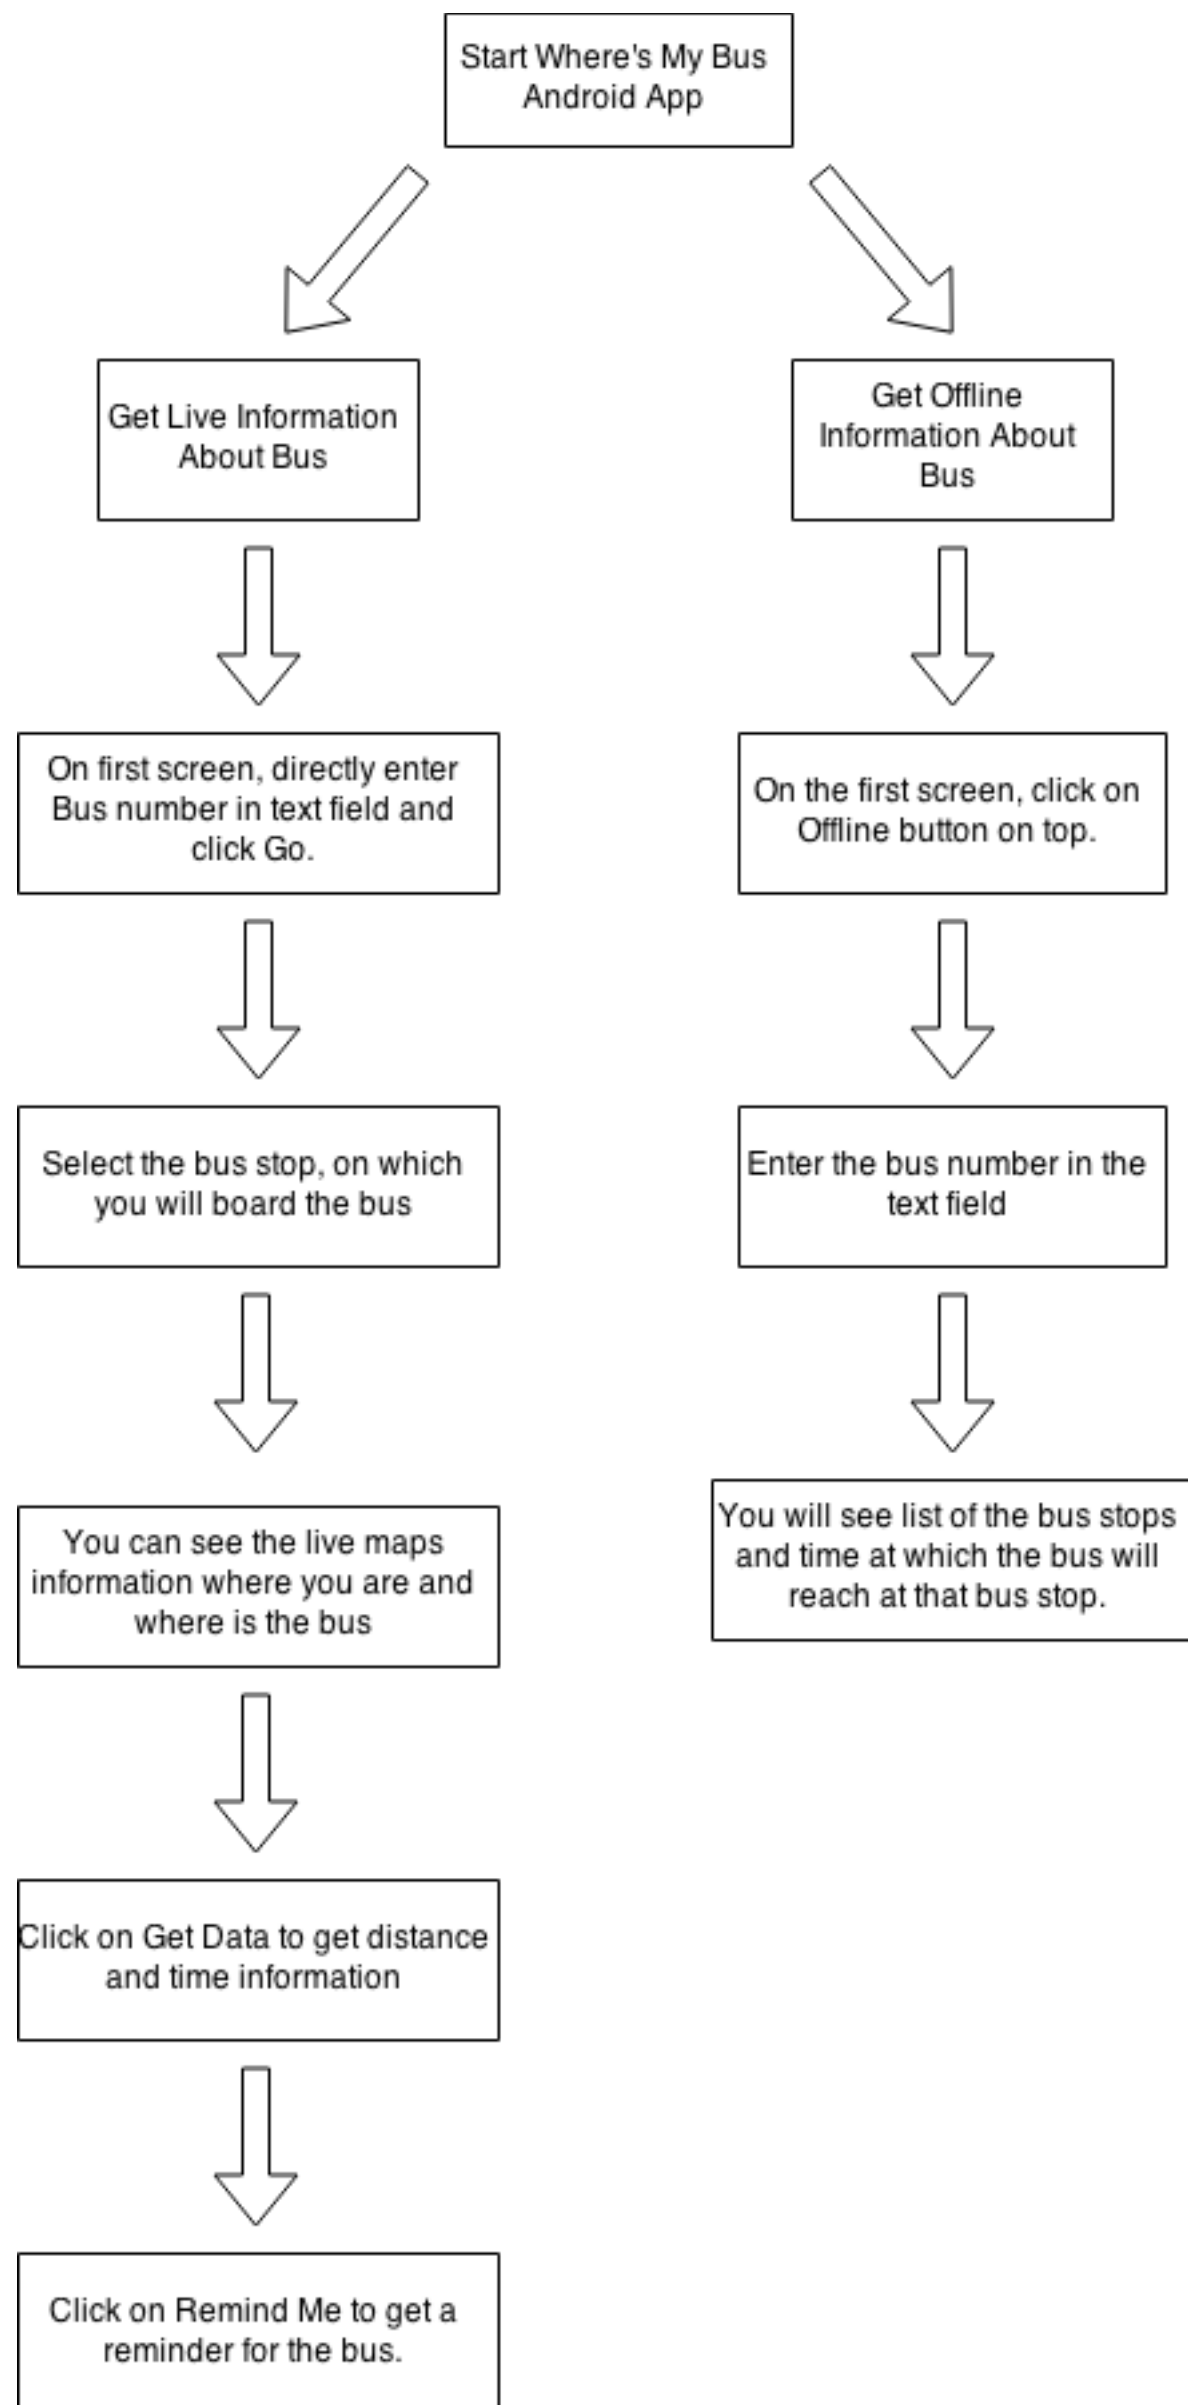 Start Where's My Bus
Android App
Get Live Information
About Bus
On first screen, directly enter
Bus number in text field and
click Go.
Select the bus stop, on which
you will board the bus
You can see the live maps
information where you are and
where is the bus
Click on Get Data to get distance
and time information
Click on Remind Me to get a
reminder for the bus.
Get Offline
Information About
Bus
On the first screen, click on
Offline button on top.
Enter the bus number in the
text field
You will see list of the bus stops
and time at which the bus will
reach at that bus stop.